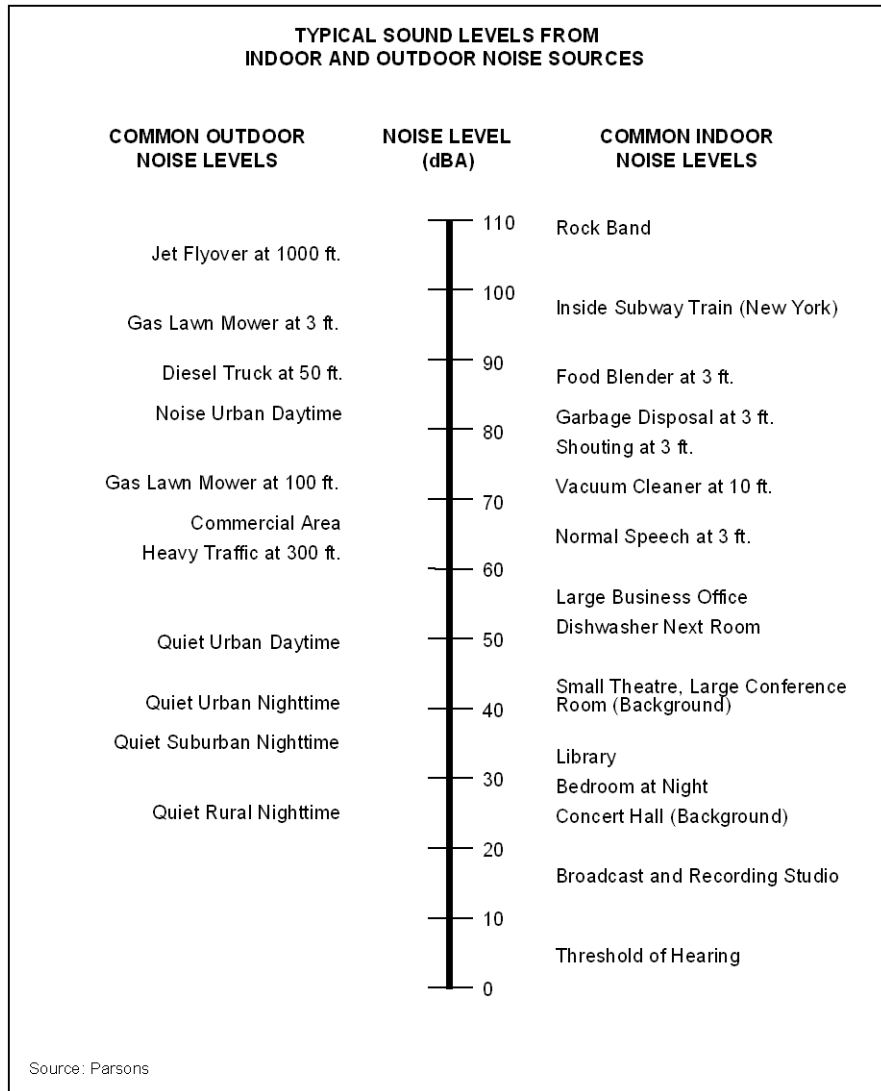 TYPICAL SOUND LEVELS FROM
INDOOR AND OUTDOOR NOISE SOURCES
COMMON OUTDOOR
NOISE LEVELS
NOISE LEVEL
(dBA)
COMMON INDOOR
NOISE LEVELS
110
Rock Band
Jet Flyover at 1000 ft.
100
Inside Subway Train (New York)
Gas Lawn Mower at 3 ft.
90
Diesel Truck at 50 ft.
Food Blender at 3 ft.
Noise Urban Daytime
Garbage Disposal at 3 ft.
80
Shouting at 3 ft.
Gas Lawn Mower at 100 ft.
Vacuum Cleaner at 10 ft.
70
Commercial Area
Normal Speech at 3 ft.
Heavy Traffic at 300 ft.
60
Large Business Office
Dishwasher Next Room
50
Quiet Urban Daytime
Small Theatre, Large Conference
Room (Background)
Quiet Urban Nighttime
40
Quiet Suburban Nighttime
Library
30
Bedroom at Night
Quiet Rural Nighttime
Concert Hall (Background)
20
Broadcast and Recording Studio
10
Threshold of Hearing
0
Source: Parsons